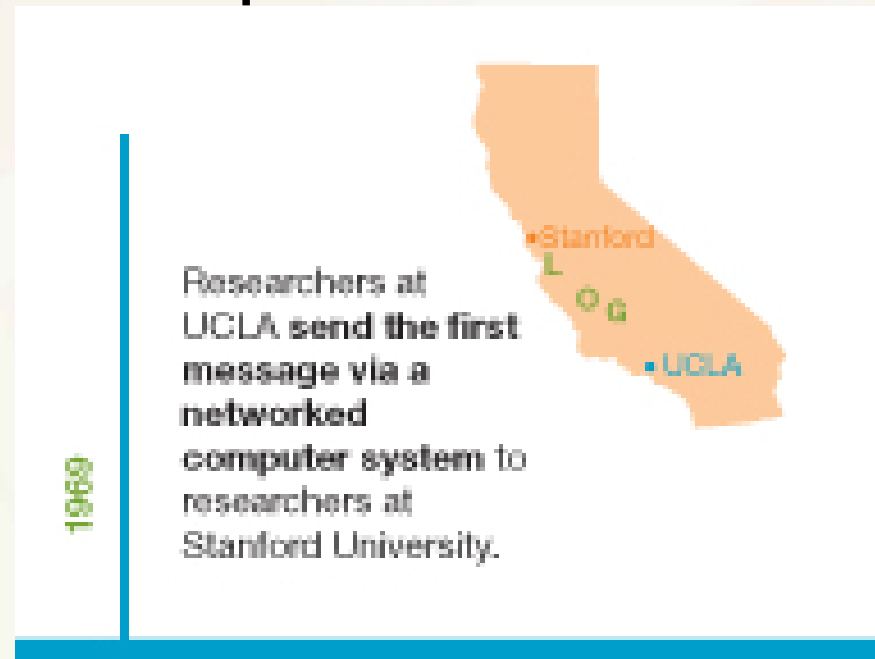 Stanford
L
O G
Researchers at
UCLA send the first
message via a
UCLA
networked
computer system to
researchers at
Stanford University.
1969